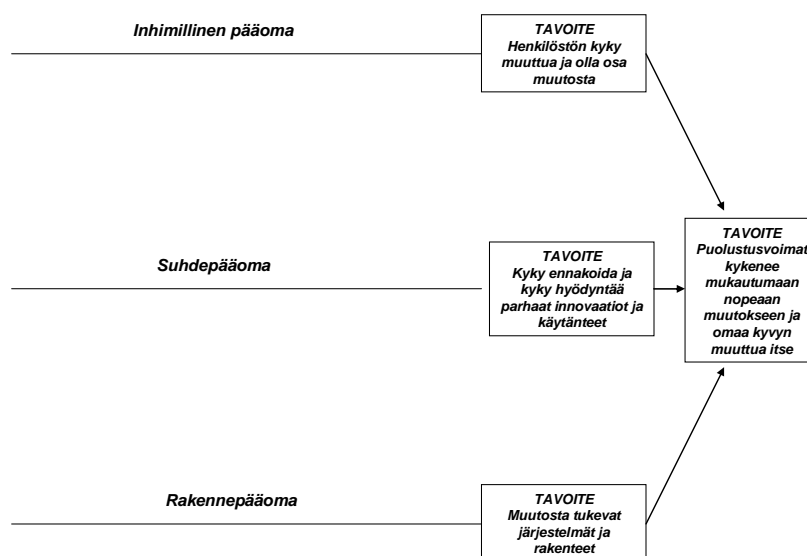 Inhimillinen pääoma
TAVOITE
Henkilöstön kyky
muuttua ja olla osa
muutosta
Suhdepääoma
TAVOITE
Kyky ennakoida ja
kyky hyödyntää
parhaat innovaatiot ja
käytänteet
TAVOITE
Puolustusvoimat
kykenee
mukautumaan
nopeaan
muutokseen ja
omaa kyvyn
muuttua itse
Rakennepääoma
TAVOITE
Muutosta tukevat
järjestelmät ja
rakenteet